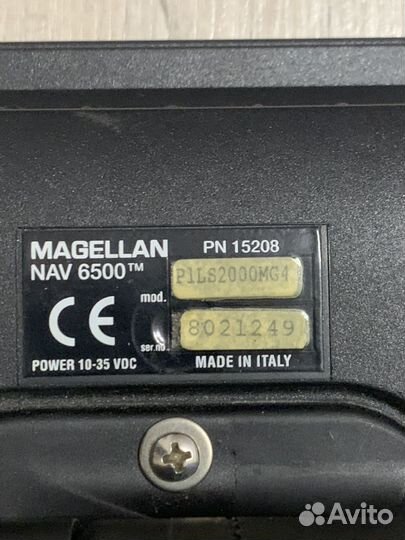 MAGELLAN PN 15208
NAV 6500™
mod. P1LS2000MG4
CE
ser.no 8021249
POWER 10-35 VDC MADE IN ITALY
Avito